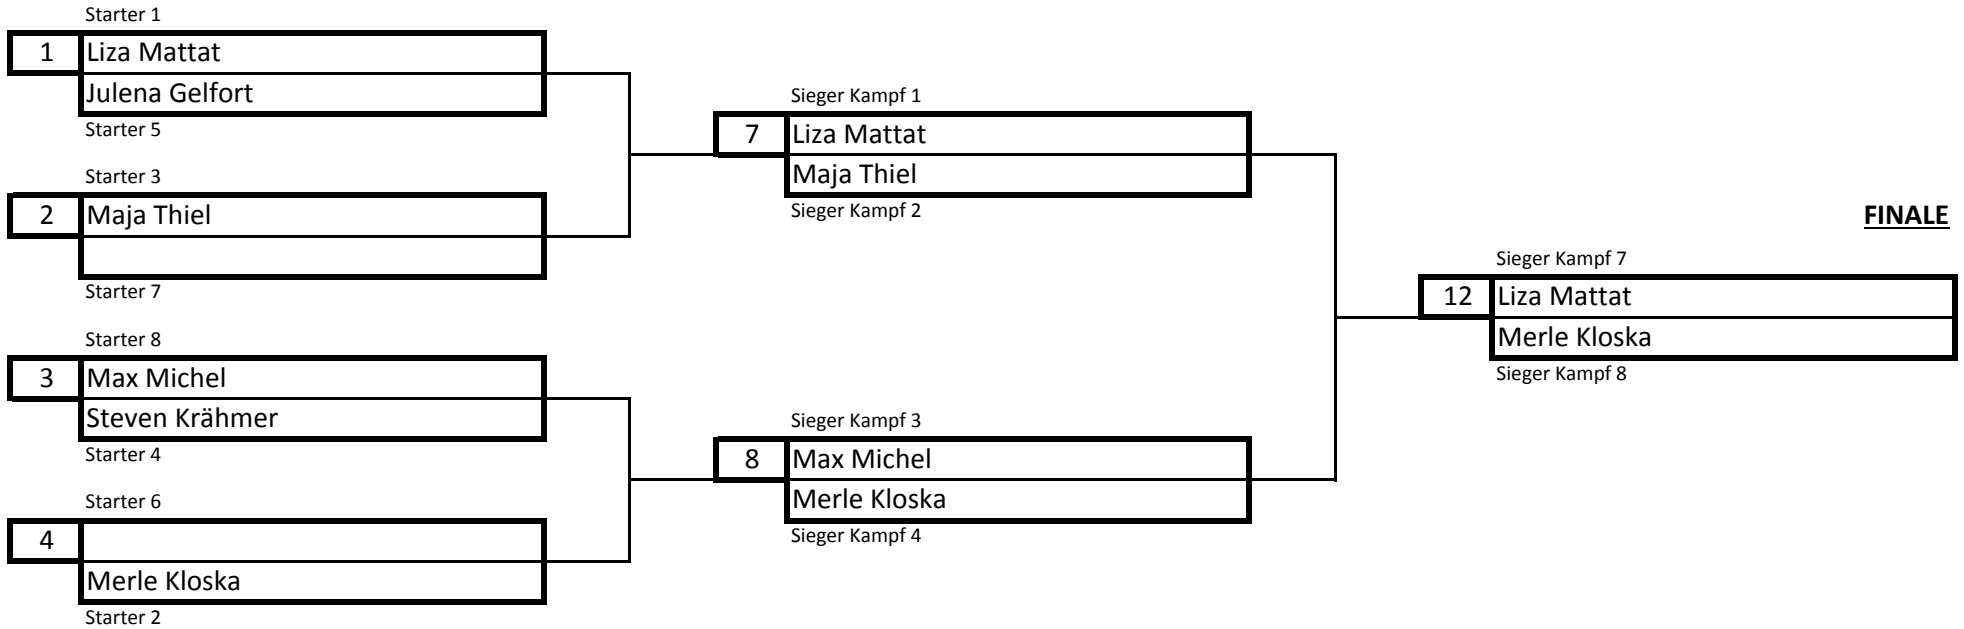 Starter 1
1 Liza Mattat
Julena Gelfort
Starter 5
Starter 3
2 Maja Thiel
Starter 7
Starter 8
3 Max Michel
Steven Krähmer
Starter 4
Starter 6
4
Merle Kloska
Starter 2
Sieger Kampf 1
7 Liza Mattat
Maja Thiel
Sieger Kampf 2
Sieger Kampf 3
8 Max Michel
Merle Kloska
Sieger Kampf 4
FINALE
Sieger Kampf 7
12 Liza Mattat
Merle Kloska
Sieger Kampf 8